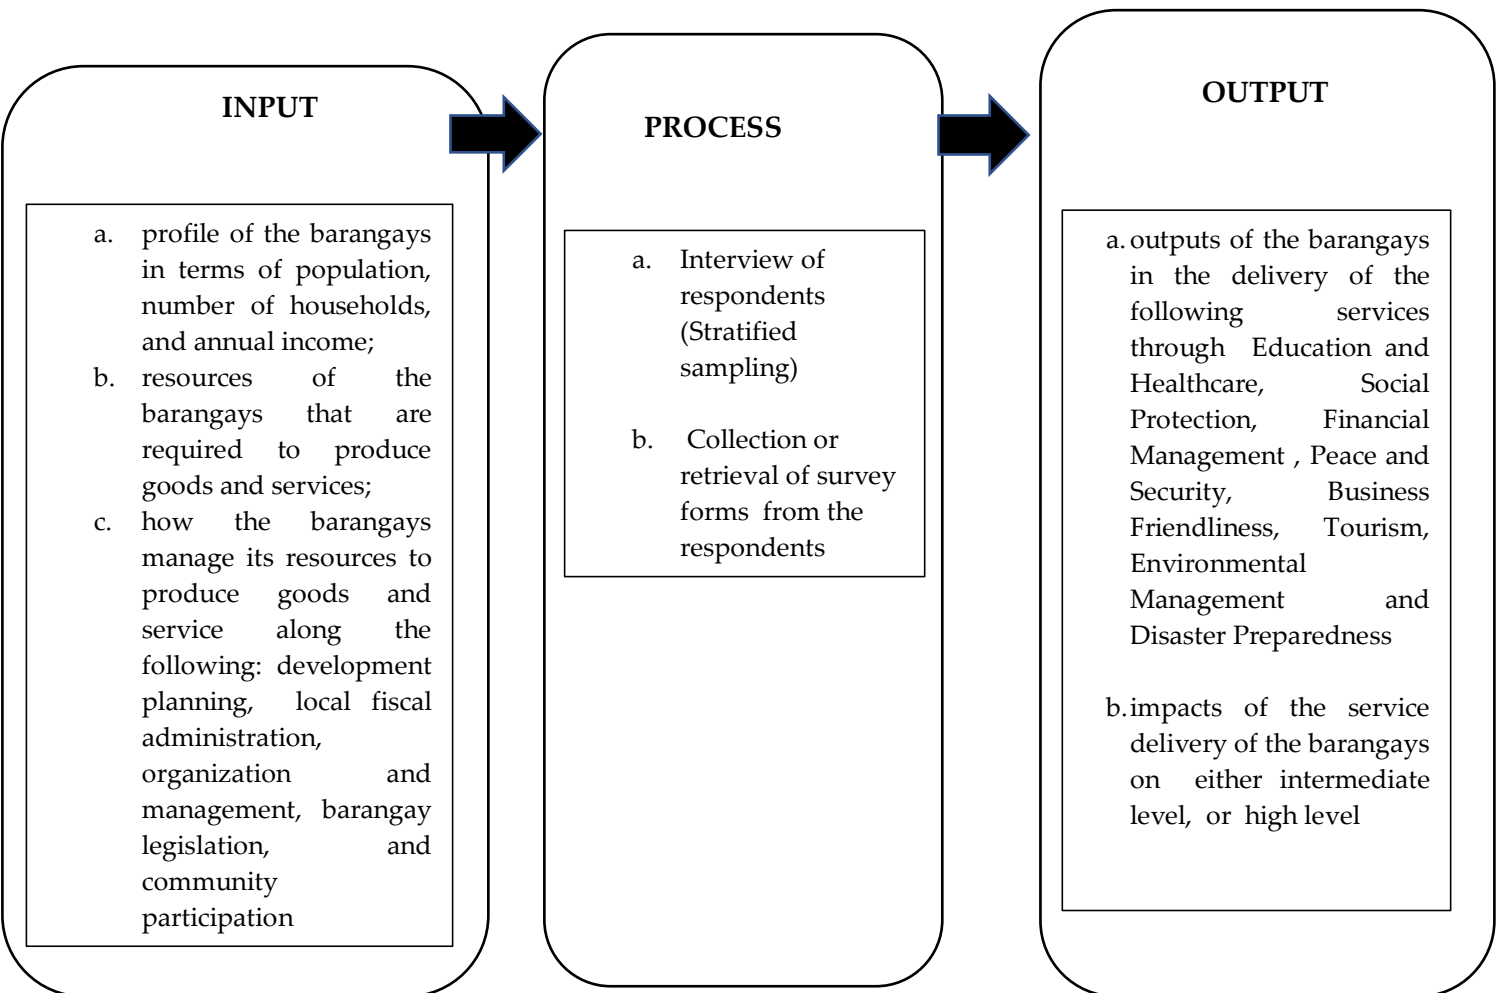 INPUT
a. profile of the barangays
in terms of population,
number of households,
and annual income;
b. resources of the
barangays that are
required to produce
goods and services;
c. how the barangays
manage its resources to
produce goods and
service along the
following: development
planning, local fiscal
administration,
organization and
management, barangay
legislation, and
community
participation
PROCESS
a. Interview of
respondents
(Stratified
sampling)
b. Collection or
retrieval of survey
forms from the
respondents
OUTPUT
a. outputs of the barangays
in the delivery of the
following services
through Education and
Healthcare, Social
Protection, Financial
Management , Peace and
Security, Business
Friendliness, Tourism,
Environmental
Management and
Disaster Preparedness
b. impacts of the service
delivery of the barangays
on either intermediate
level, or high level